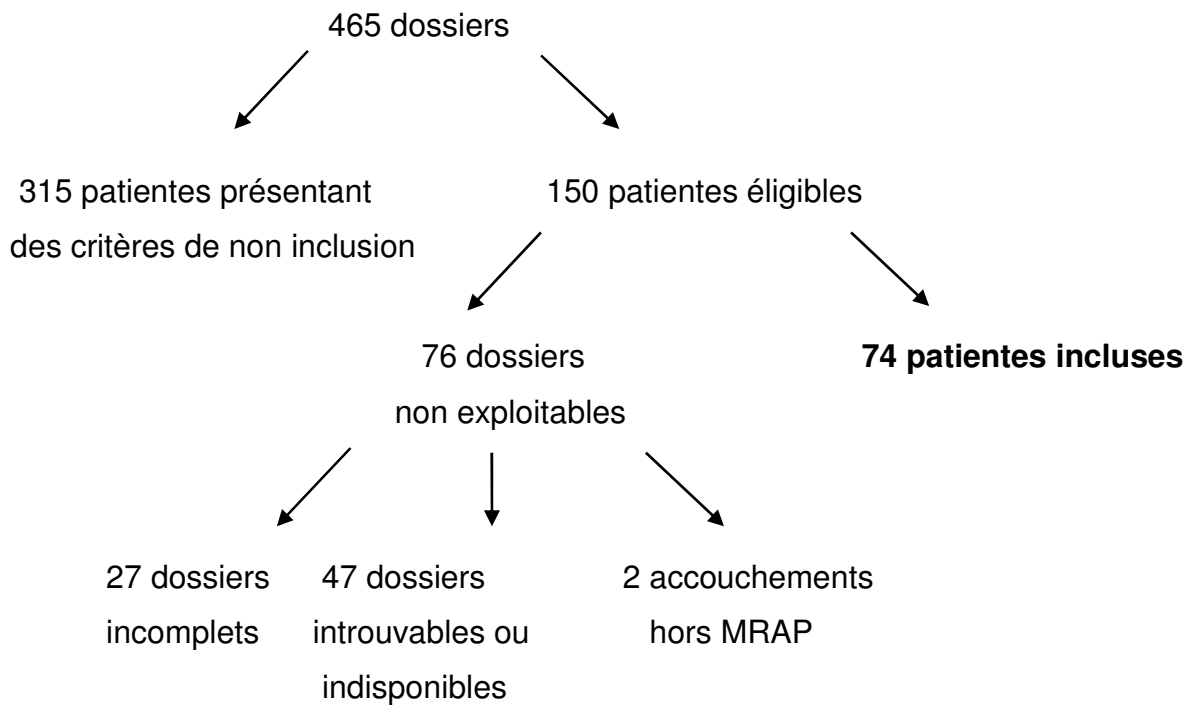 465 dossiers
315 patientes présentant
des critères de non inclusion
150 patientes éligibles
76 dossiers
non exploitables
74 patientes incluses
27 dossiers
incomplets
47 dossiers
introuvables ou
indisponibles
2 accouchements
hors MRAP